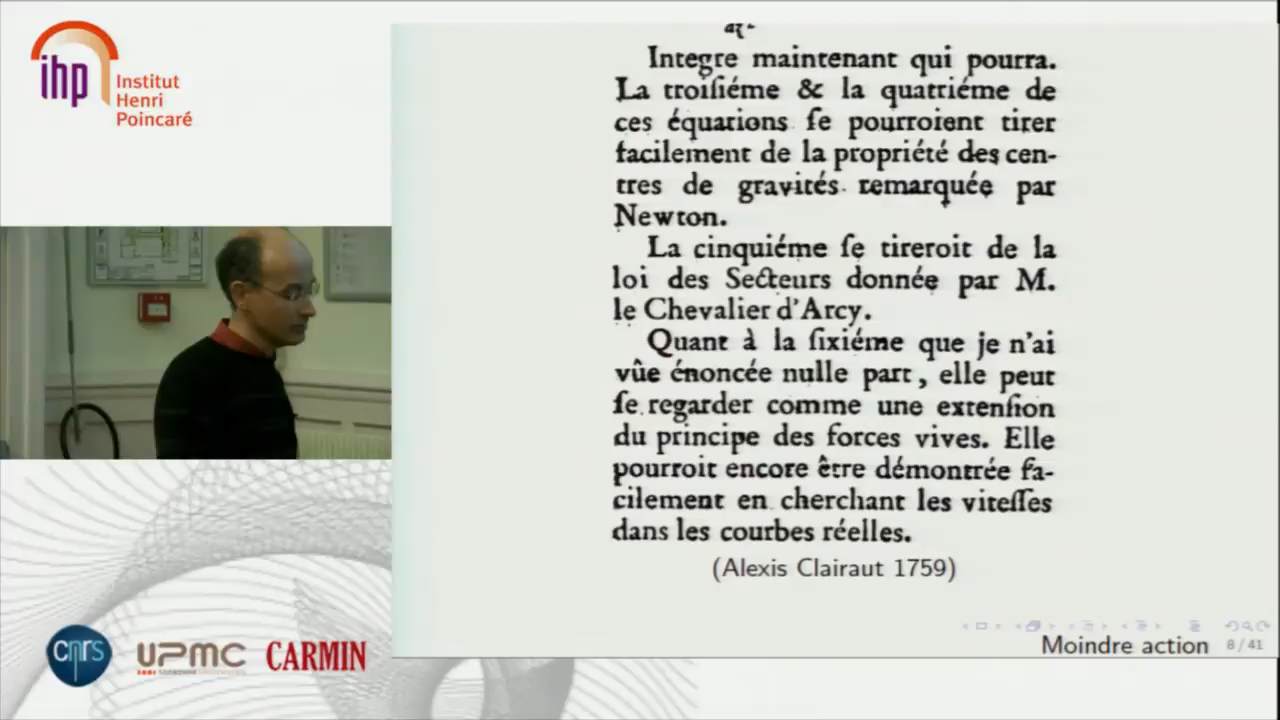 ihp
Institut
Henri
Poincaré
Integre maintenant qui pourra.
La troiſiéme & la quatriéme de
ces équations ſe pourroient tirer
facilement de la propriété des cen-
tres de gravités remarquée par
Newton.
La cinquiéme ſe tireroit de la
loi des Secteurs donnée par M.
le Chevalier d'Arcy.
Quant à la ſixiéme que je n'ai
vûe énoncée nulle part, elle peut
ſe regarder comme une extenſion
du principe des forces vives. Elle
pourroit encore être démontrée fa-
cilement en cherchant les viteſſes
dans les courbes réelles.
(Alexis Clairaut 1759)
Moindre action 8 / 41
cnrs
UPMC
SORBONNE UNIVERSITÉS
CARMIN